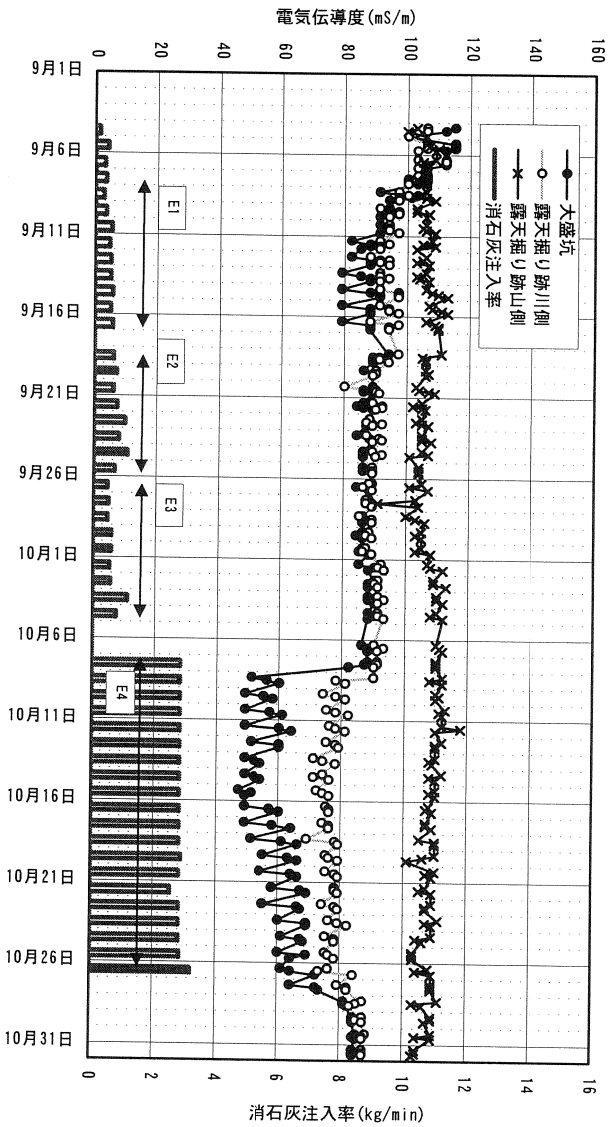 電気伝導度(mS/m)
0
20
40
60
80
100
120
140
160
9月1日
9月6日
9月11日
9月16日
9月21日
9月26日
10月1日
10月6日
10月11日
10月16日
10月21日
10月26日
10月31日
大盛坑
露天掘り跡川側
露天掘り跡山側
消石灰注入率
E1
E2
E3
E4
0
2
4
6
8
10
12
14
16
消石灰注入率(kg/min)